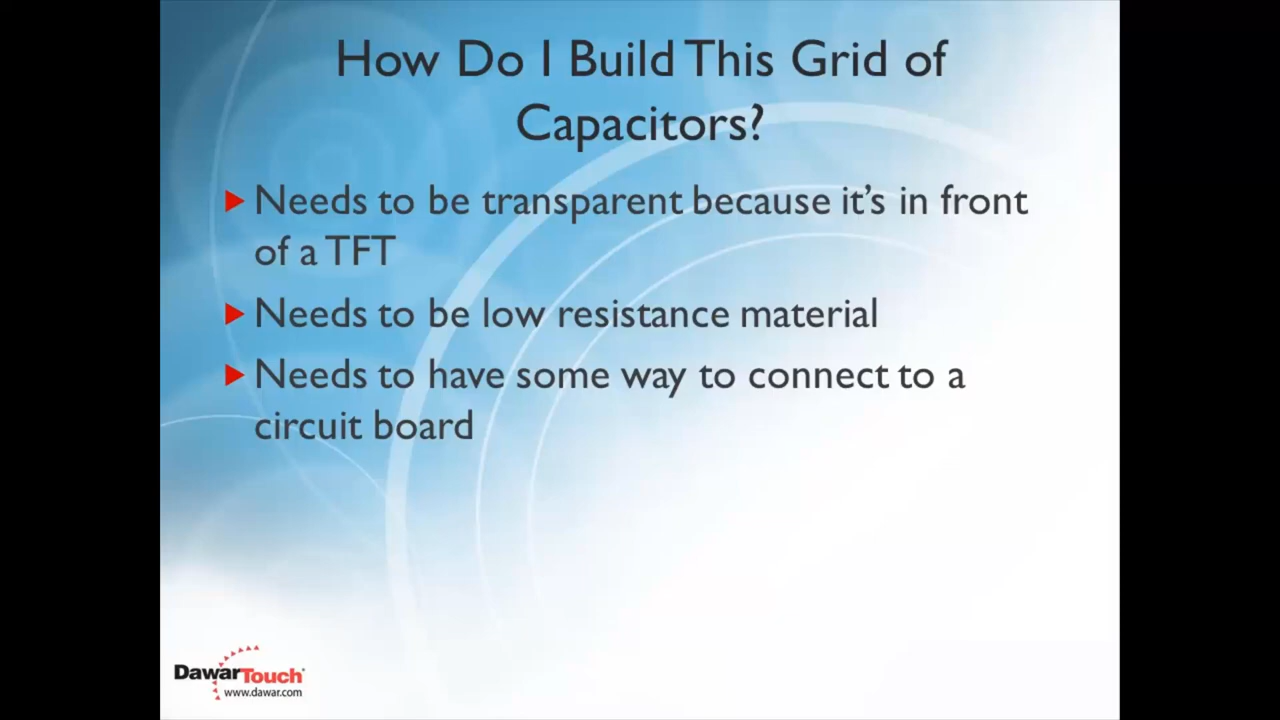 How Do I Build This Grid of
Capacitors?
Needs to be transparent because it’s in front
of a TFT
Needs to be low resistance material
Needs to have some way to connect to a
circuit board
DawarTouch
www.dawar.com